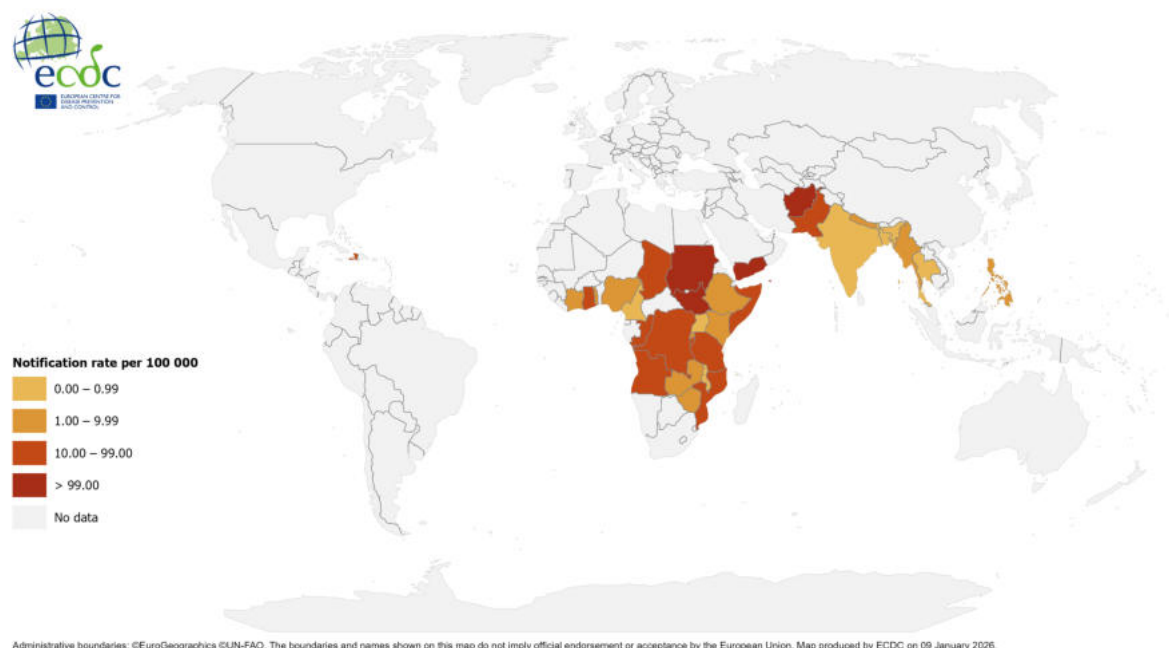 ecdc
EUROPEAN CENTRE FOR
DISEASE PREVENTION
AND CONTROL
Notification rate per 100 000
0.00 – 0.99
1.00 – 9.99
10.00 – 99.00
> 99.00
No data
Administrative boundaries: ©EuroGeographics ©UN-FAO. The boundaries and names shown on this map do not imply official endorsement or acceptance by the European Union. Map produced by ECDC on 09 January 2026.